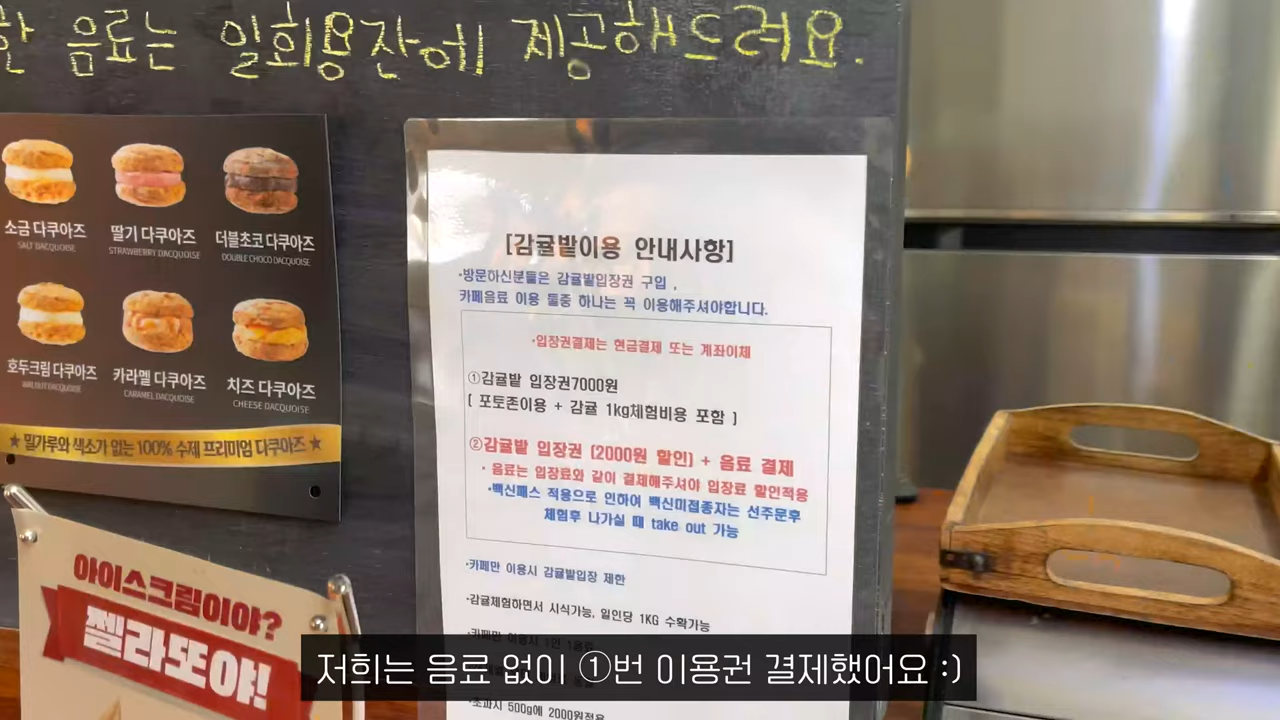 한 음료는 일회용잔에 제공해드려요.
소금 다쿠아즈
SALT DACQUOISE
딸기 다쿠아즈
STRAWBERRY DACQUOISE
더블초코 다쿠아즈
DOUBLE CHOCO DACQUOISE
호두크림 다쿠아즈
WALNUT DACQUOISE
카라멜 다쿠아즈
CARAMEL DACQUOISE
치즈 다쿠아즈
CHEESE DACQUOISE
★ 밀가루와 색소가 없는 100% 수제 프리미엄 다쿠아즈 ★
아이스크림이야?
젤라또야!
[감귤밭이용 안내사항]
·방문하신분들은 감귤밭입장권 구입 ,
카페음료 이용 둘중 하나는 꼭 이용해주셔야합니다.
·입장권결제는 현금결제 또는 계좌이체
①감귤밭 입장권7000원
[ 포토존이용 + 감귤 1kg체험비용 포함 ]
②감귤밭 입장권 (2000원 할인) + 음료 결제
· 음료는 입장료와 같이 결제해주셔야 입장료 할인적용
·백신패스 적용으로 인하여 백신미접종자는 선주문후
체험후 나가실 때 take out 가능
·카페만 이용시 감귤밭입장 제한
·감귤체험하면서 시식가능, 일인당 1KG 수확가능
·카페만 이용시 1인 1음료
·초과시 500g에 2000원적용
저희는 음료 없이 ①번 이용권 결제했어요 :)